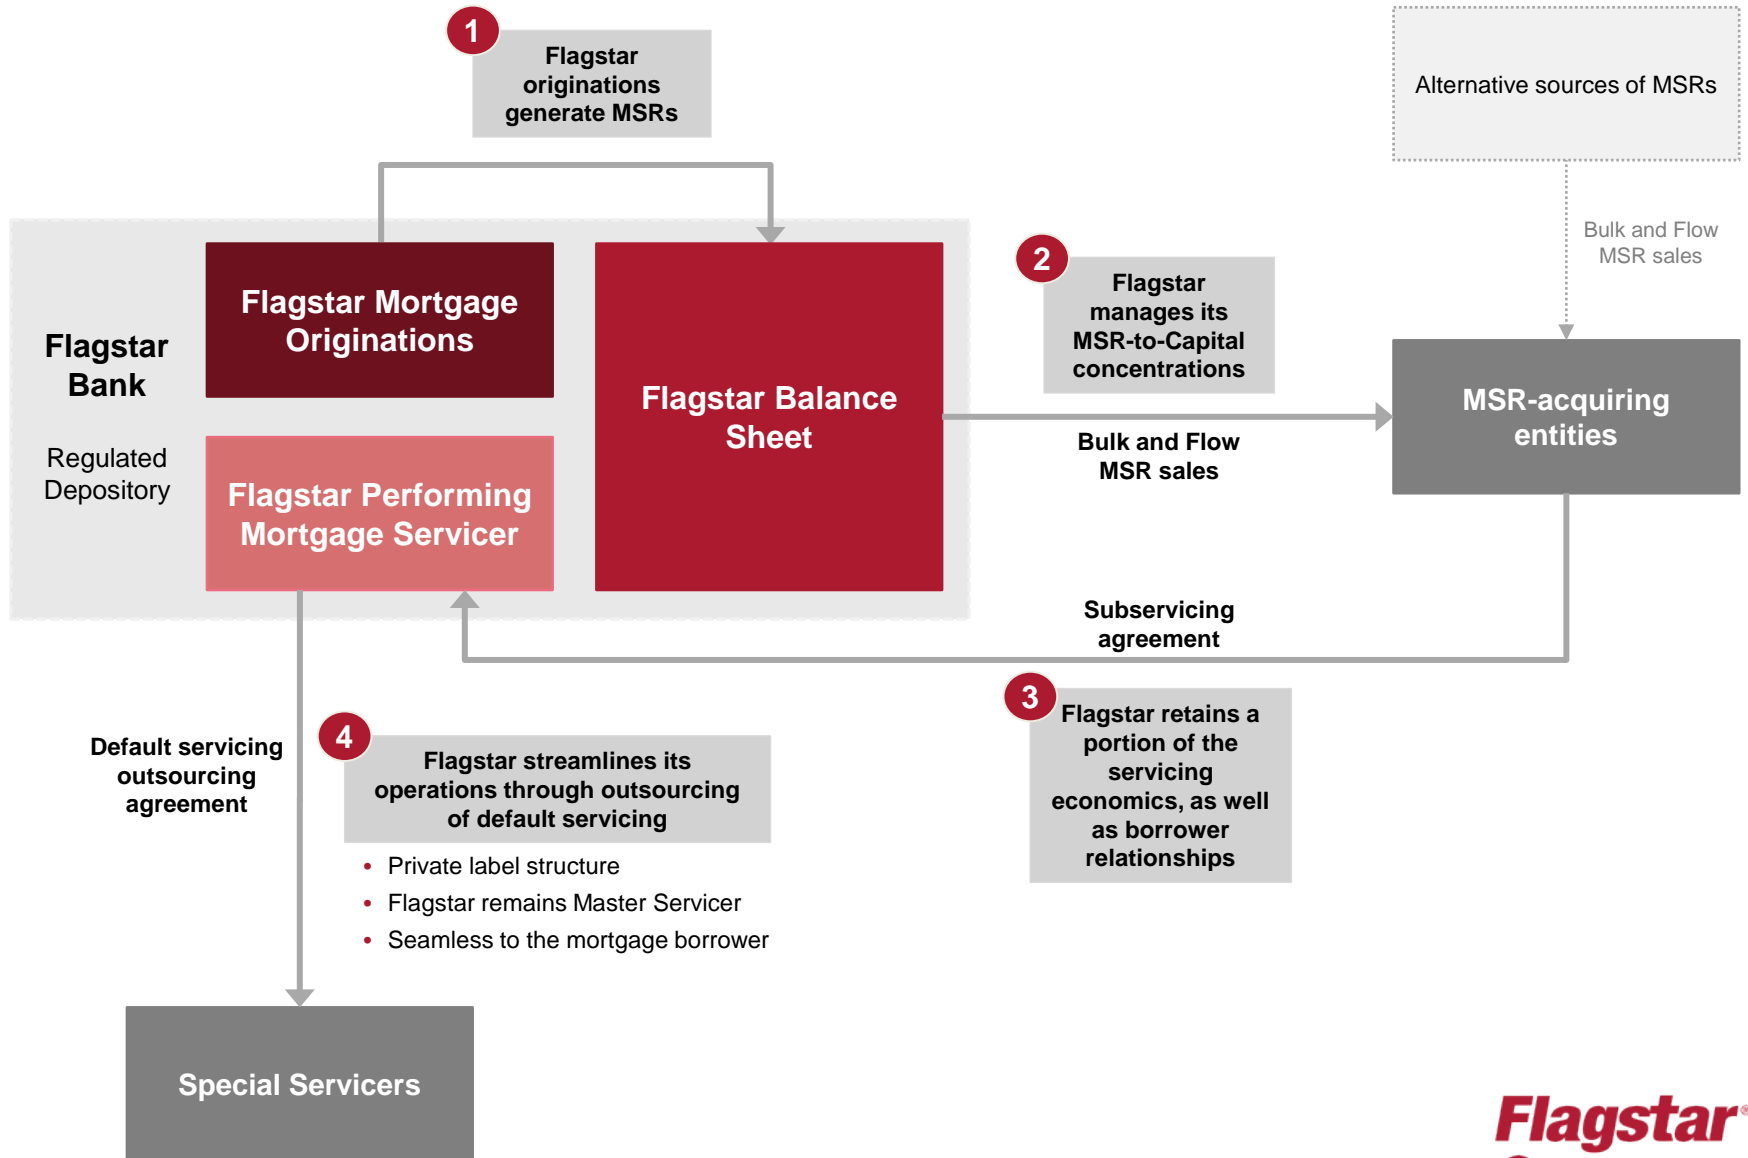 1
Flagstar
originations
generate MSRs
Alternative sources of MSRs
Bulk and Flow
MSR sales
Flagstar
Bank
Regulated
Depository
Flagstar Mortgage
Originations
Flagstar Performing
Mortgage Servicer
Flagstar Balance
Sheet
2
Flagstar
manages its
MSR-to-Capital
concentrations
Bulk and Flow
MSR sales
MSR-acquiring
entities
Subservicing
agreement
3
Flagstar retains a
portion of the
servicing
economics, as well
as borrower
relationships
Default servicing
outsourcing
agreement
4
Flagstar streamlines its
operations through outsourcing
of default servicing
• Private label structure
• Flagstar remains Master Servicer
• Seamless to the mortgage borrower
Special Servicers
Flagstar®